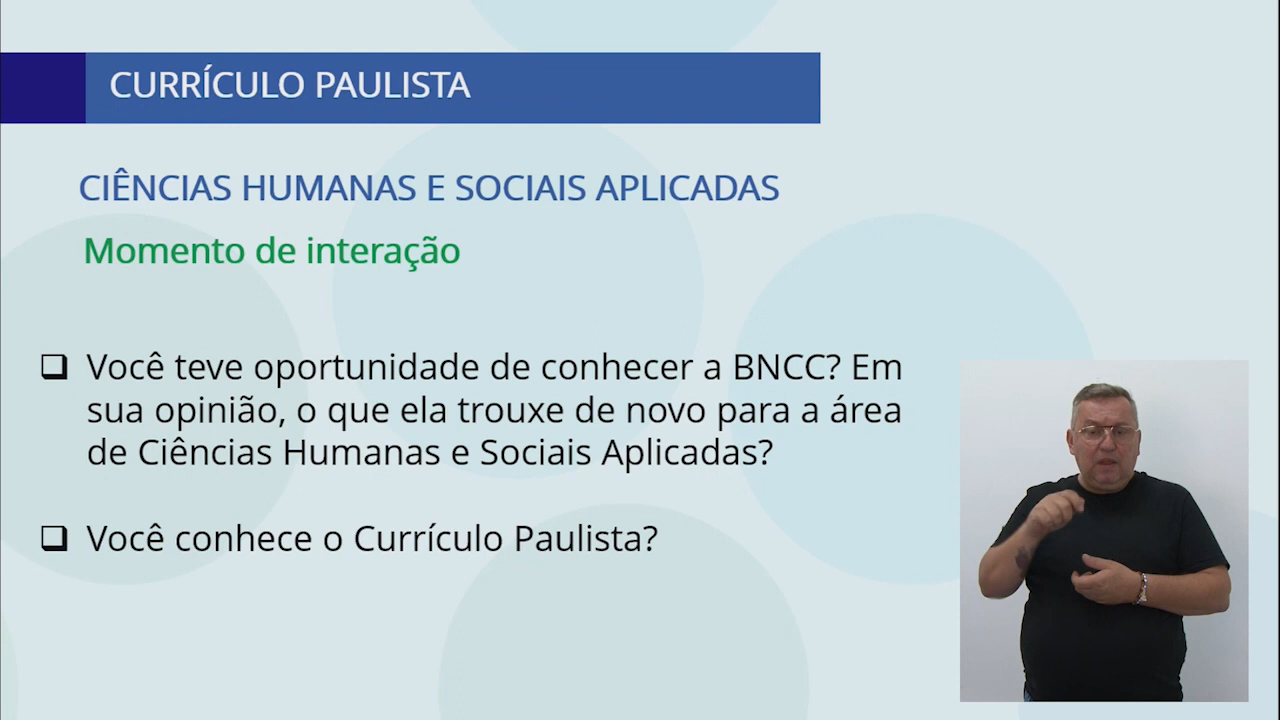 CURRÍCULO PAULISTA
CIÊNCIAS HUMANAS E SOCIAIS APLICADAS
Momento de interação
❑ Você teve oportunidade de conhecer a BNCC? Em
sua opinião, o que ela trouxe de novo para a área
de Ciências Humanas e Sociais Aplicadas?
❑ Você conhece o Currículo Paulista?